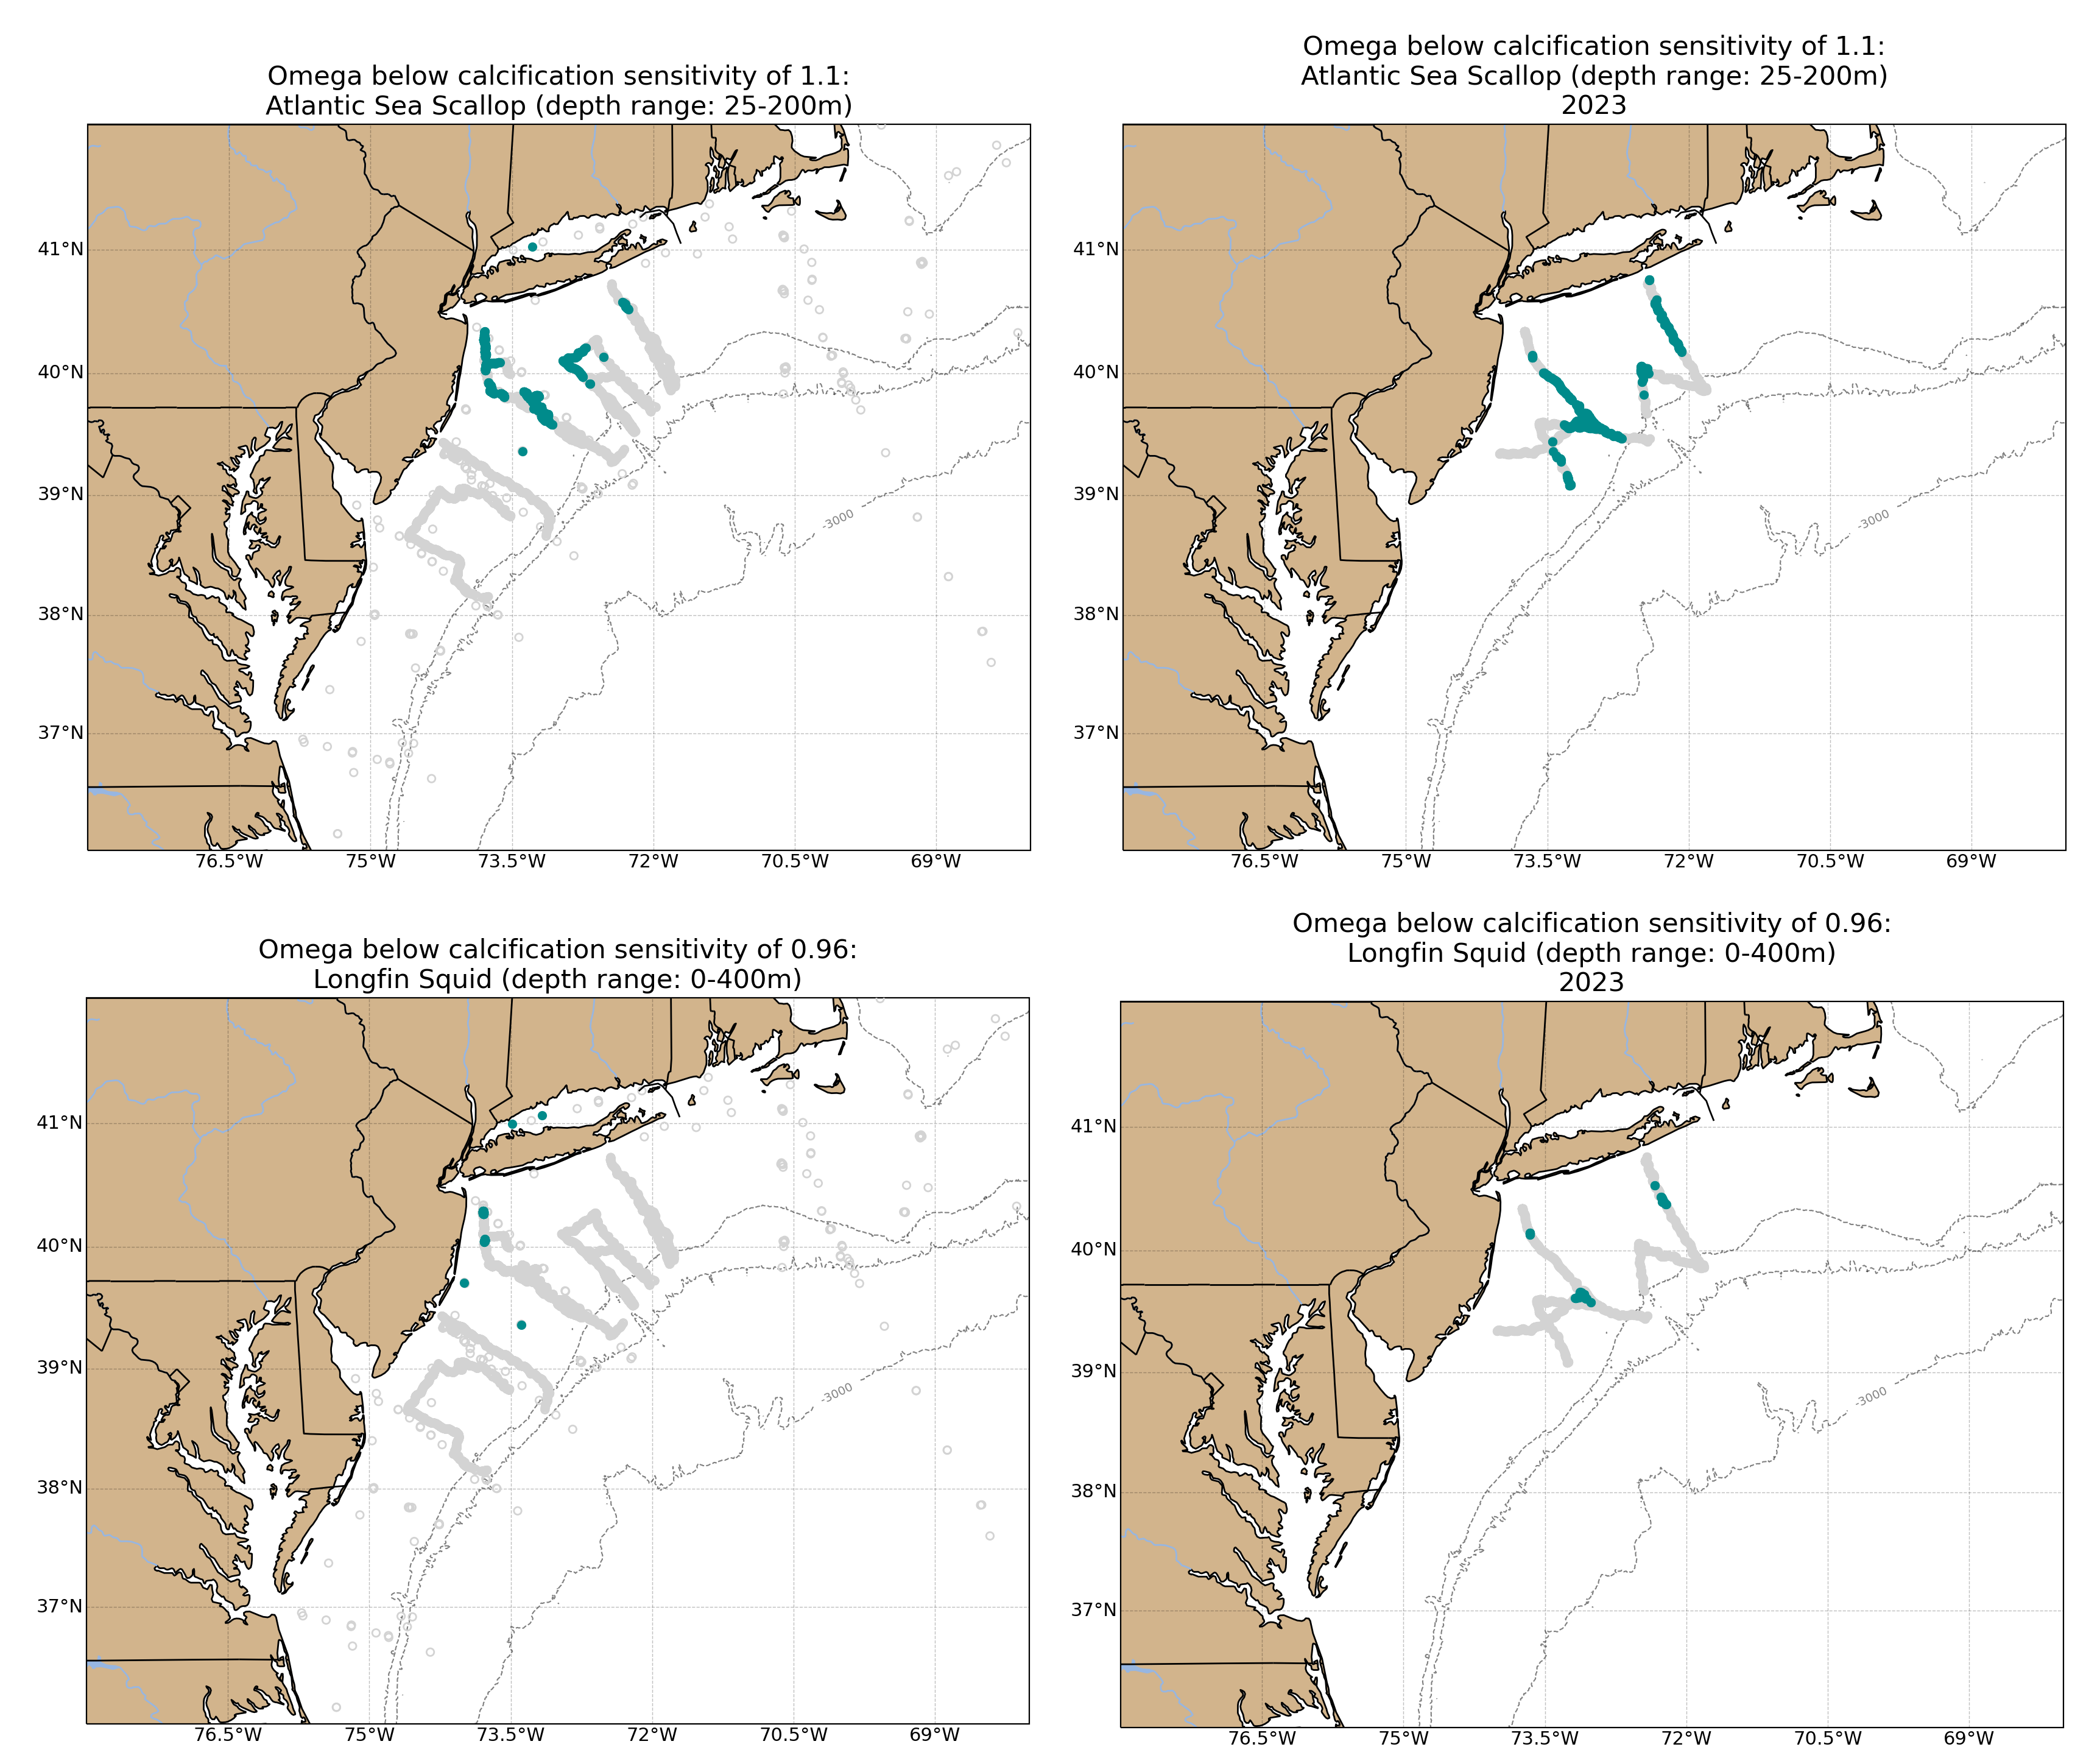 Omega below calcification sensitivity of 1.1:
Atlantic Sea Scallop (depth range: 25-200m)
41°N
40°N
39°N
38°N
37°N
-3000
76.5°W 75°W 73.5°W 72°W 70.5°W 69°W
Omega below calcification sensitivity of 1.1:
Atlantic Sea Scallop (depth range: 25-200m)
2023
41°N
40°N
39°N
38°N
37°N
-3000
76.5°W 75°W 73.5°W 72°W 70.5°W 69°W
Omega below calcification sensitivity of 0.96:
Longfin Squid (depth range: 0-400m)
41°N
40°N
39°N
38°N
37°N
-3000
76.5°W 75°W 73.5°W 72°W 70.5°W 69°W
Omega below calcification sensitivity of 0.96:
Longfin Squid (depth range: 0-400m)
2023
41°N
40°N
39°N
38°N
37°N
-3000
76.5°W 75°W 73.5°W 72°W 70.5°W 69°W